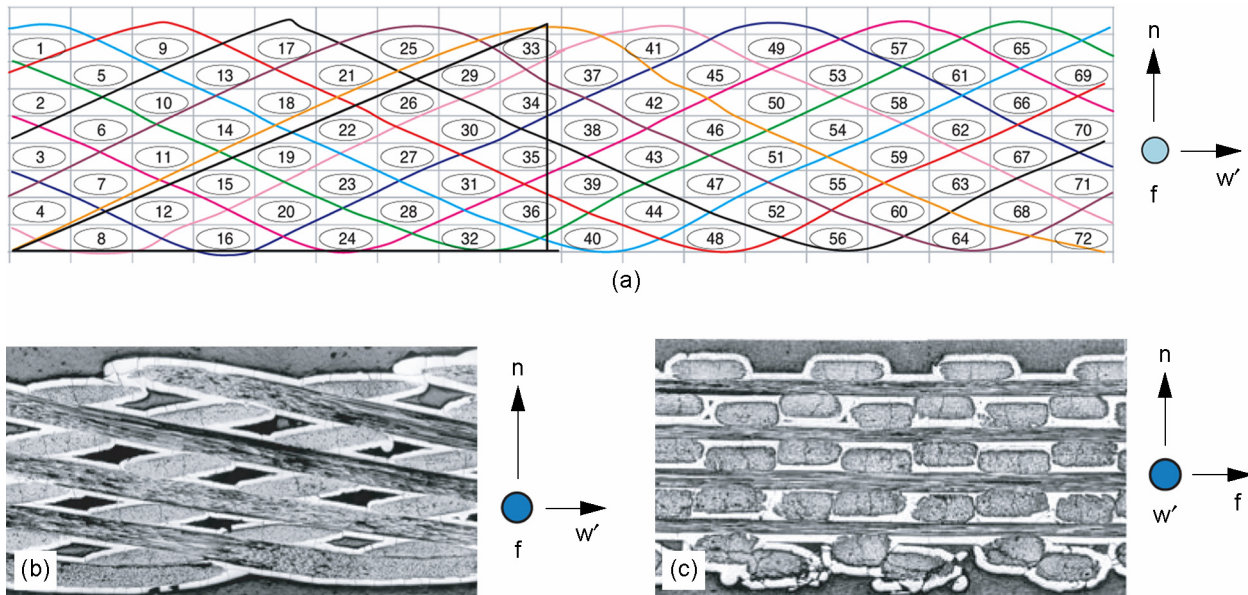 1 9 17 25 33 41 49 57 65
5 13 21 29 37 45 53 61 69
2 10 18 26 34 42 50 58 66
6 14 22 30 38 46 54 62 70
3 11 19 27 35 43 51 59 67
7 15 23 31 39 47 55 63 71
4 12 20 28 36 44 52 60 68
8 16 24 32 40 48 56 64 72
n
w′
f
(a)
(b)
n
w′
f
(c)
n
f
w′